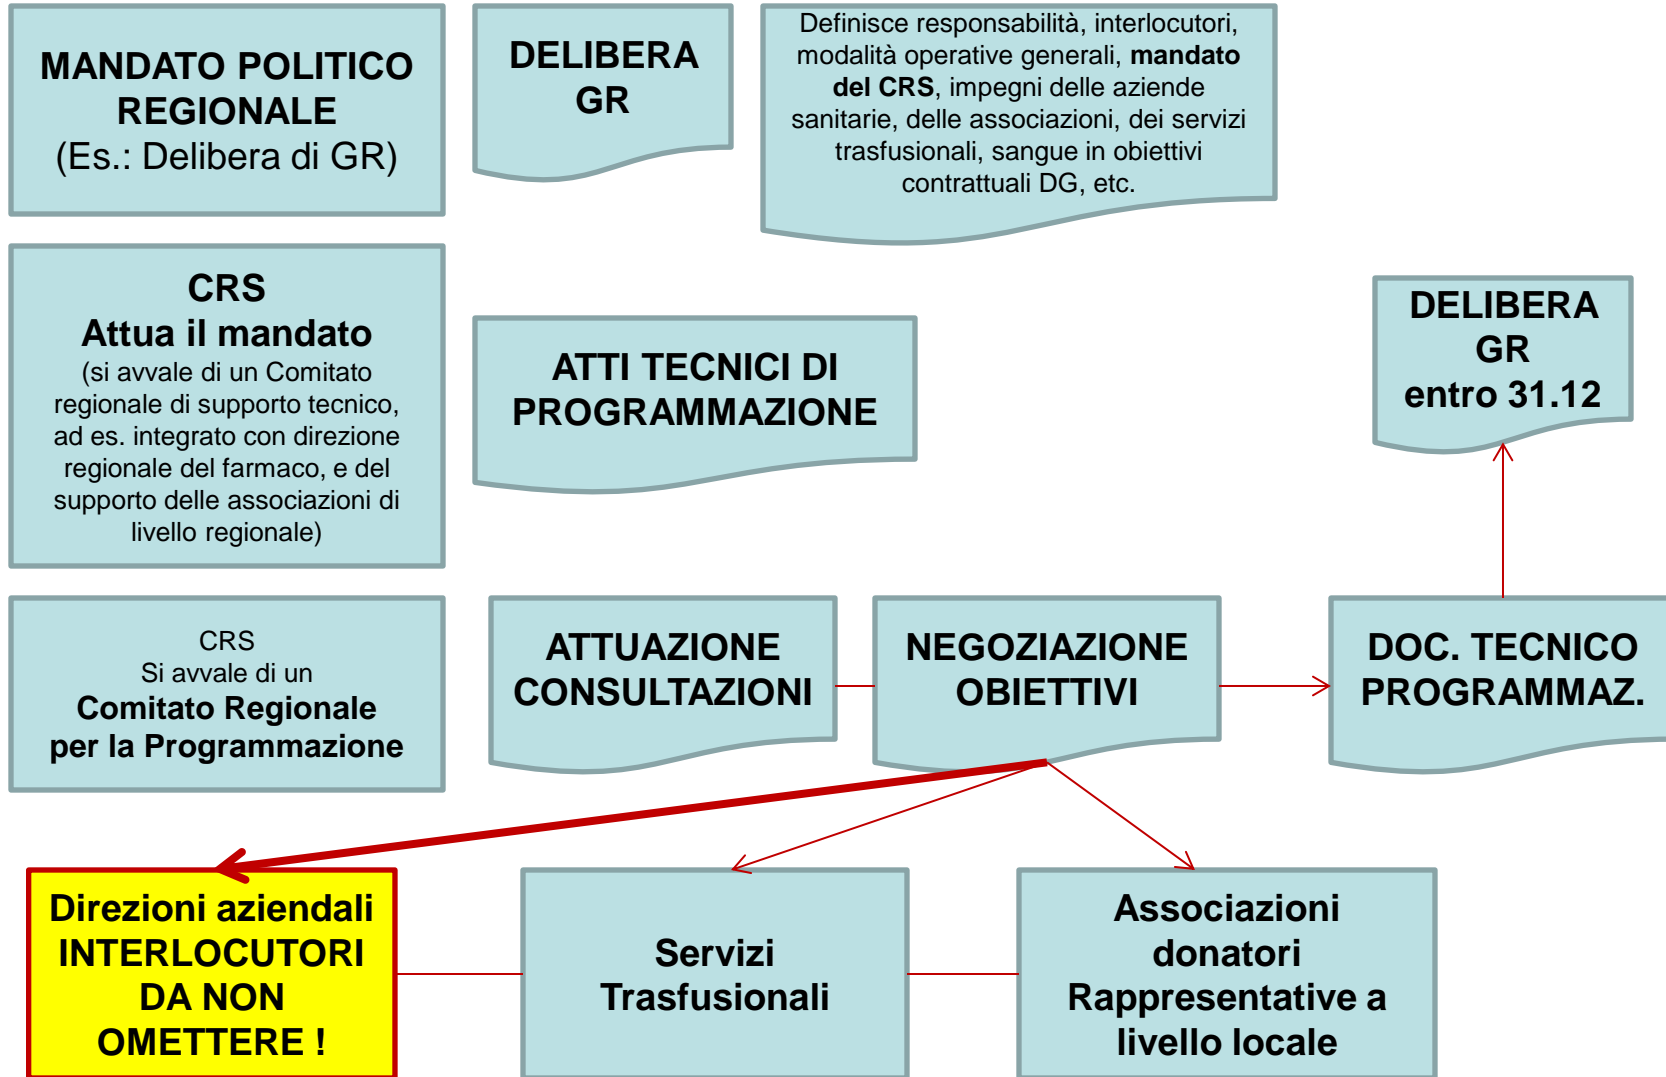 MANDATO POLITICO
REGIONALE
(Es.: Delibera di GR)
DELIBERA
GR
Definisce responsabilità, interlocutori,
modalità operative generali, mandato
del CRS, impegni delle aziende
sanitarie, delle associazioni, dei servizi
trasfusionali, sangue in obiettivi
contrattuali DG, etc.
CRS
Attua il mandato
(si avvale di un Comitato
regionale di supporto tecnico,
ad es. integrato con direzione
regionale del farmaco, e del
supporto delle associazioni di
livello regionale)
ATTI TECNICI DI
PROGRAMMAZIONE
DELIBERA
GR
entro 31.12
CRS
Si avvale di un
Comitato Regionale
per la Programmazione
ATTUAZIONE
CONSULTAZIONI
NEGOZIAZIONE
OBIETTIVI
DOC. TECNICO
PROGRAMMAZ.
Direzioni aziendali
INTERLOCUTORI
DA NON
OMETTERE !
Servizi
Trasfusionali
Associazioni
donatori
Rappresentative a
livello locale